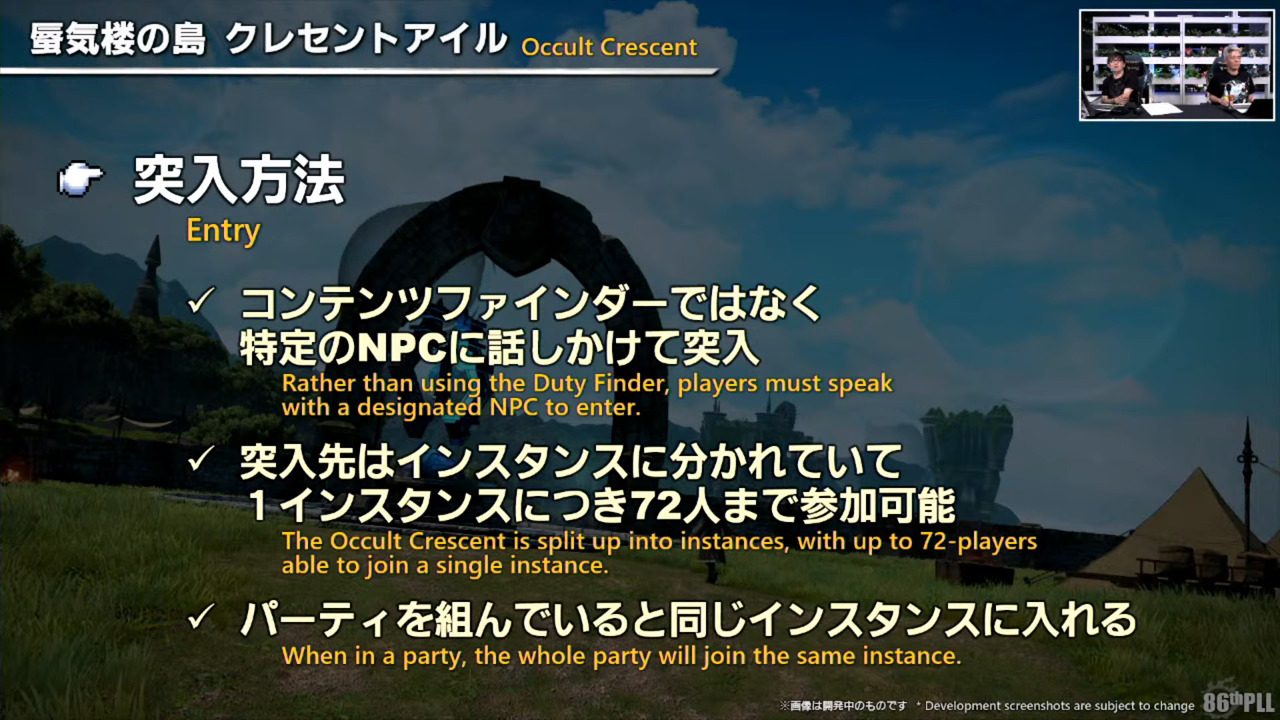 蜃気楼の島 クレセントアイル Occult Crescent
突入方法
Entry
✓ コンテンツファインダーではなく
特定のNPCに話しかけて突入
Rather than using the Duty Finder, players must speak
with a designated NPC to enter.
✓ 突入先はインスタンスに分かれていて
１インスタンスにつき72人まで参加可能
The Occult Crescent is split up into instances, with up to 72-players
able to join a single instance.
✓ パーティを組んでいると同じインスタンスに入れる
When in a party, the whole party will join the same instance.
※画像は開発中のものです * Development screenshots are subject to change
86thPLL